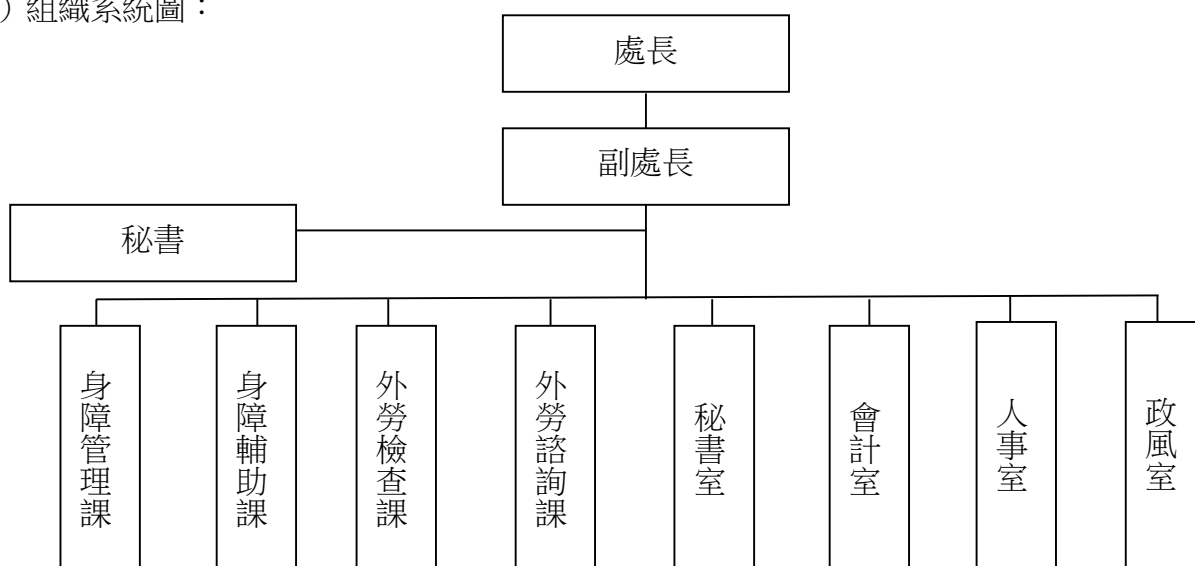 ）組織系統圖：
處長
副處長
秘書
身障管理課
身障輔助課
外勞檢查課
外勞諮詢課
秘書室
會計室
人事室
政風室